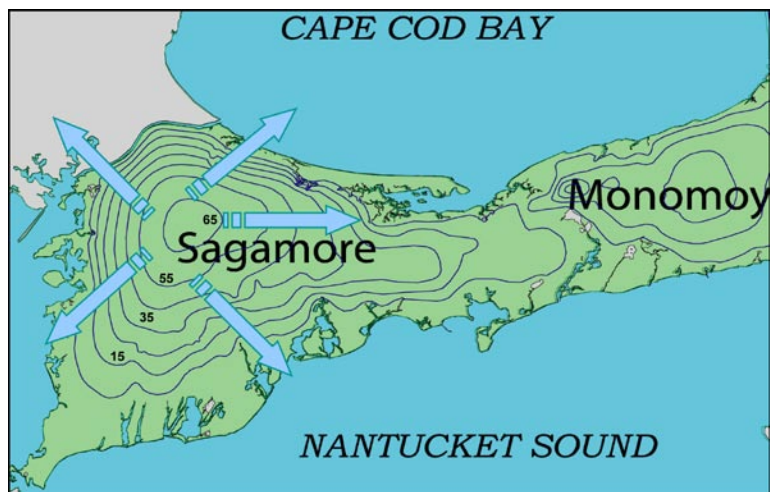 CAPE COD BAY
Monomoy
65
Sagamore
55
35
15
NANTUCKET SOUND